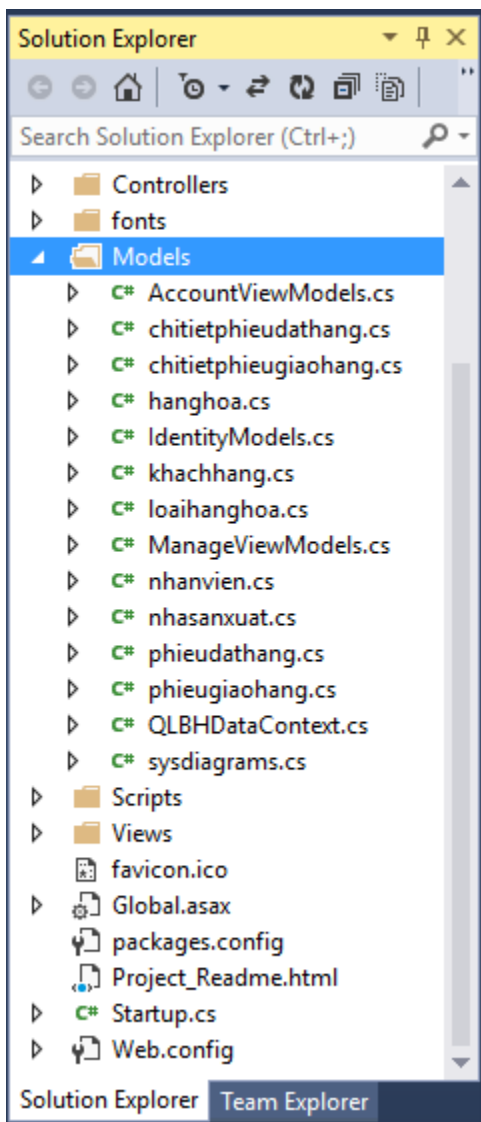 Solution Explorer
Search Solution Explorer (Ctrl+;)
Controllers
fonts
Models
C# AccountViewModels.cs
C# chitietphieudathang.cs
C# chitietphieugiaohang.cs
C# hanghoa.cs
C# IdentityModels.cs
C# khachhang.cs
C# loaihanghoa.cs
C# ManageViewModels.cs
C# nhanvien.cs
C# nhasanxuat.cs
C# phieudathang.cs
C# phieugiaohang.cs
C# QLBHDataContext.cs
C# sysdiagrams.cs
Scripts
Views
favicon.ico
Global.asax
packages.config
Project_Readme.html
C# Startup.cs
Web.config
Solution Explorer Team Explorer